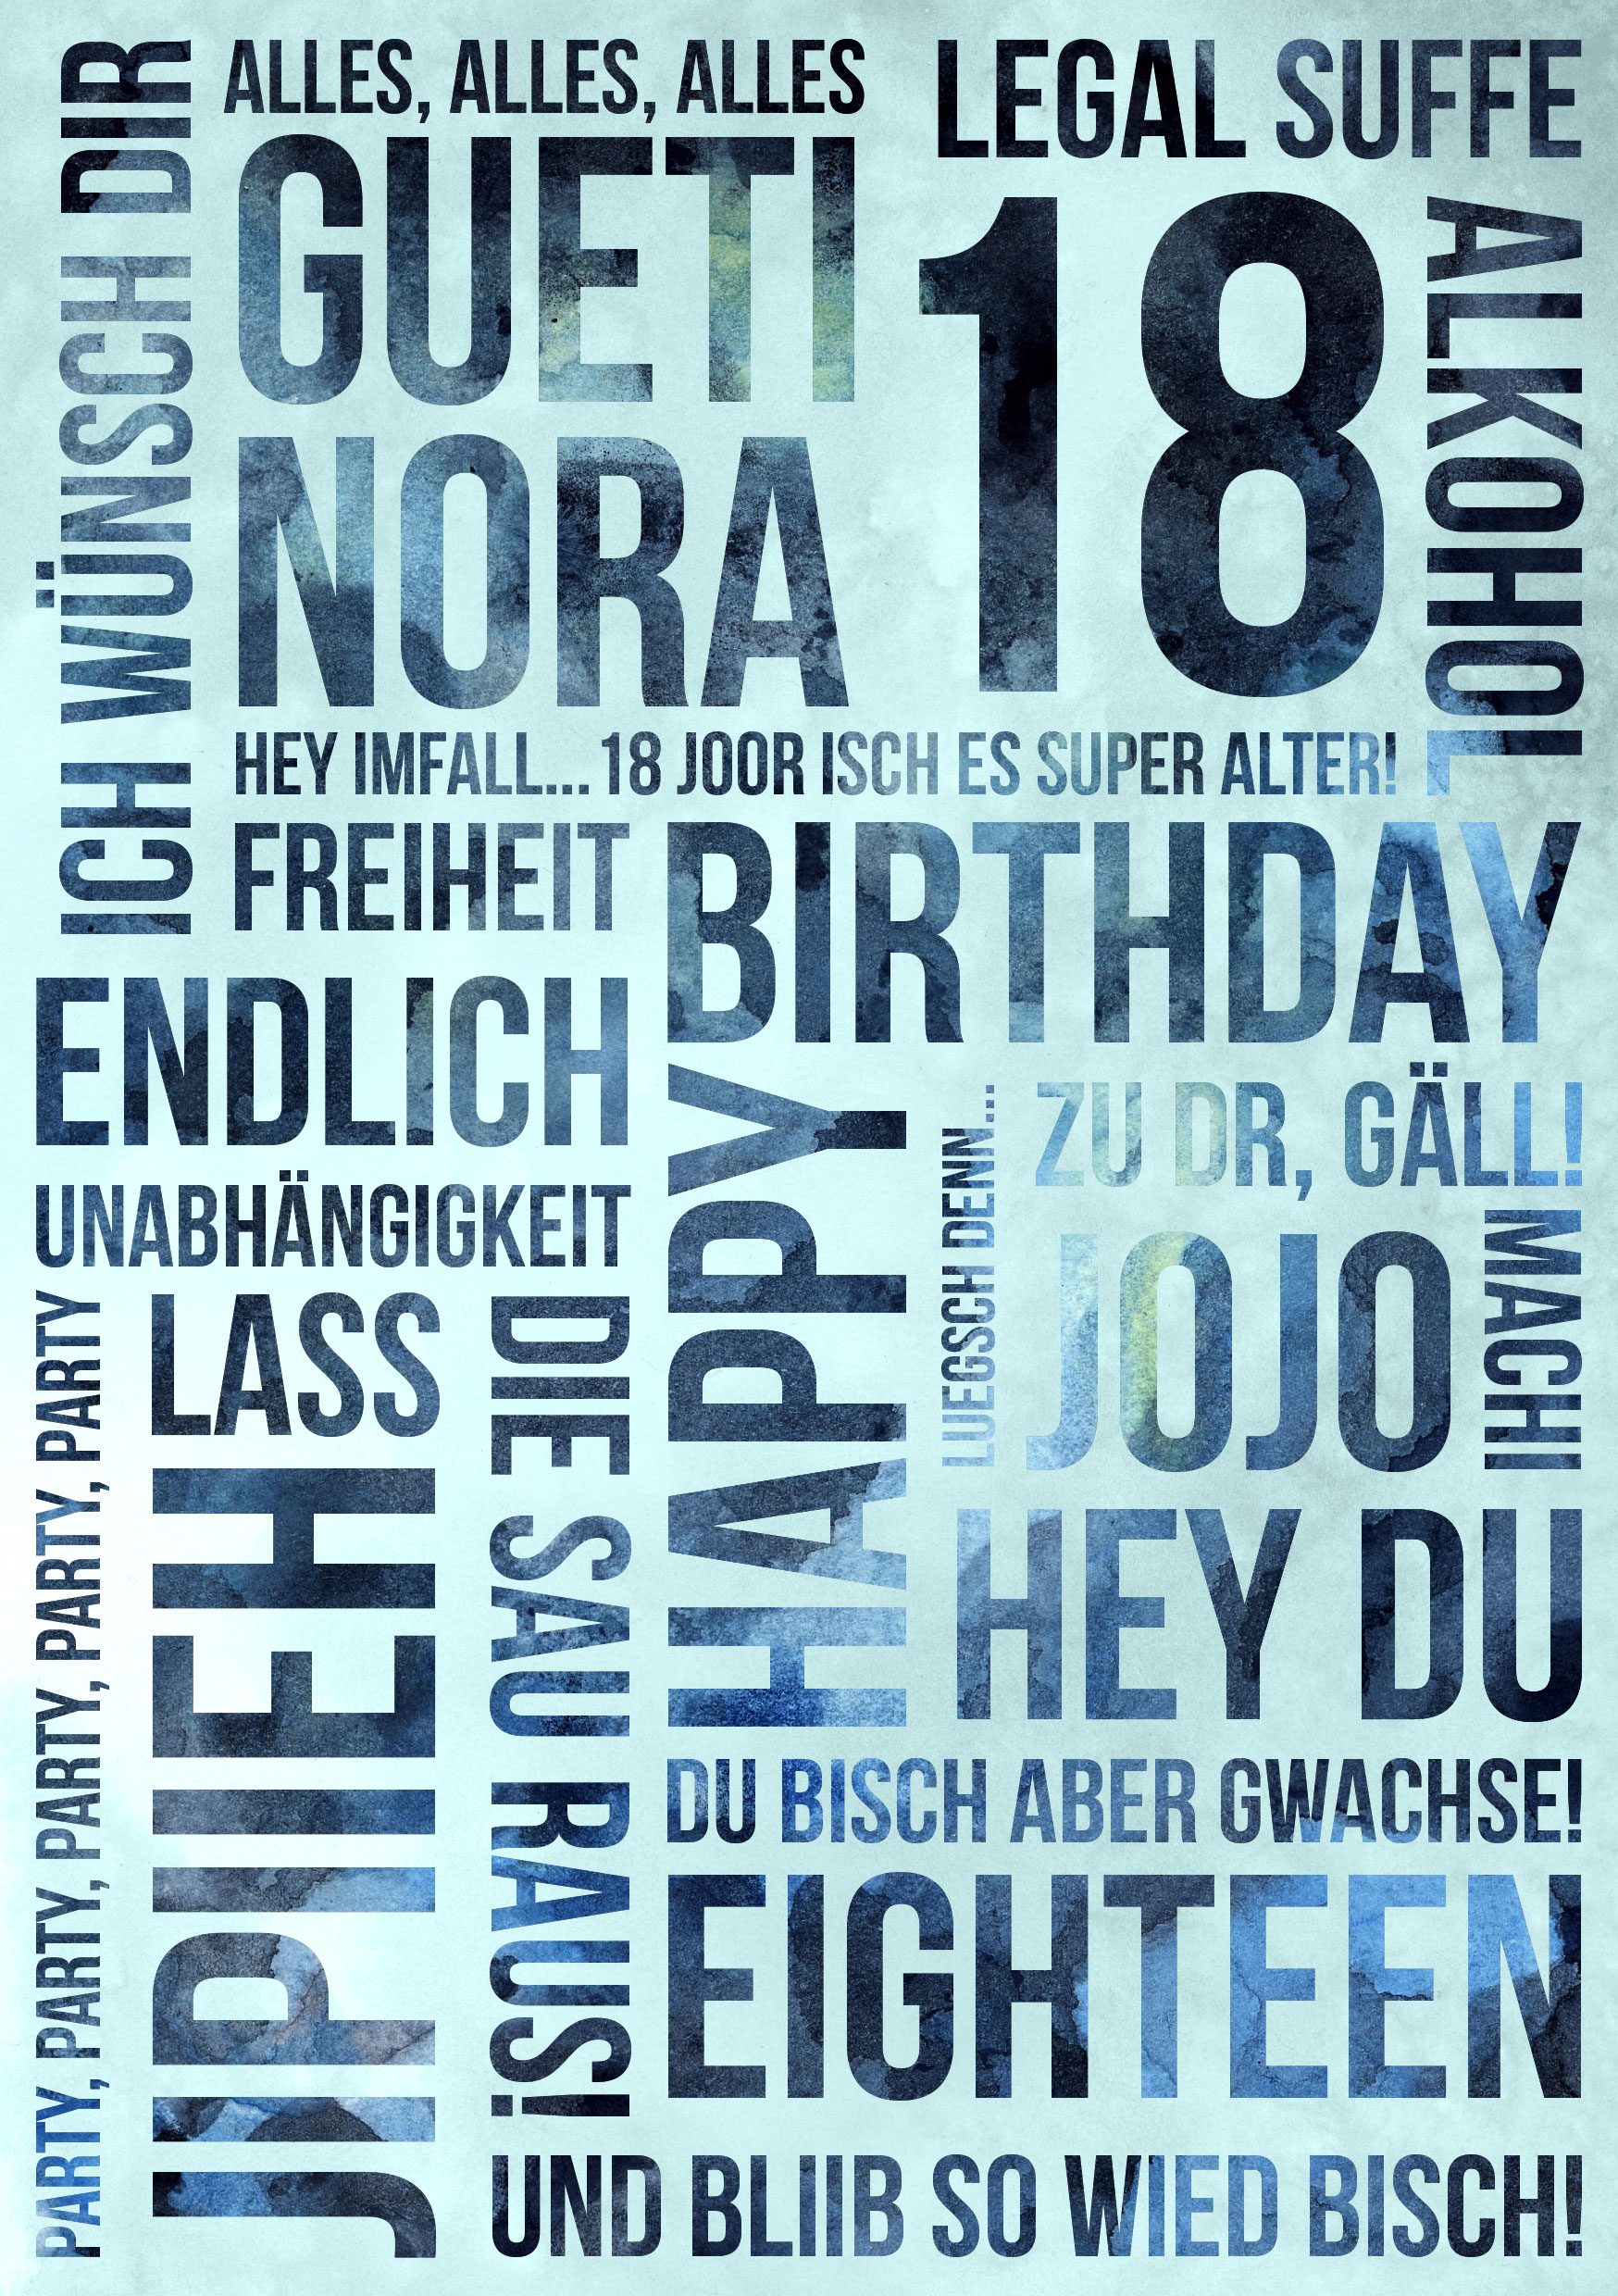 ICH WÜNSCH DIR
ALLES, ALLES, ALLES
GUETI
NORA
LEGAL SUFFE
18
ALKOHOL
HEY IMFALL... 18 JOOR ISCH ES SUPER ALTER!
FREIHEIT
BIRTHDAY
HAPPY
ENDLICH
UNABHÄNGIGKEIT
PARTY, PARTY, PARTY, PARTY, PARTY
LASS
DIE SAU RAUS!
JIPIIEH
LUEGSCH DENN...
ZU DR, GÄLL!
JOJO
MACHI
HEY DU
DU BISCH ABER GWACHSE!
EIGHTEEN
UND BLIIB SO WIED BISCH!